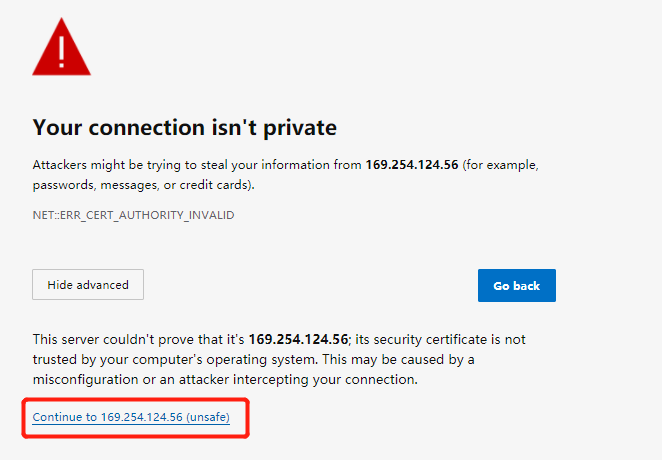 Your connection isn't private
Attackers might be trying to steal your information from 169.254.124.56 (for example,
passwords, messages, or credit cards).
NET::ERR_CERT_AUTHORITY_INVALID
Hide advanced
Go back
This server couldn't prove that it's 169.254.124.56; its security certificate is not
trusted by your computer's operating system. This may be caused by a
misconfiguration or an attacker intercepting your connection.
Continue to 169.254.124.56 (unsafe)